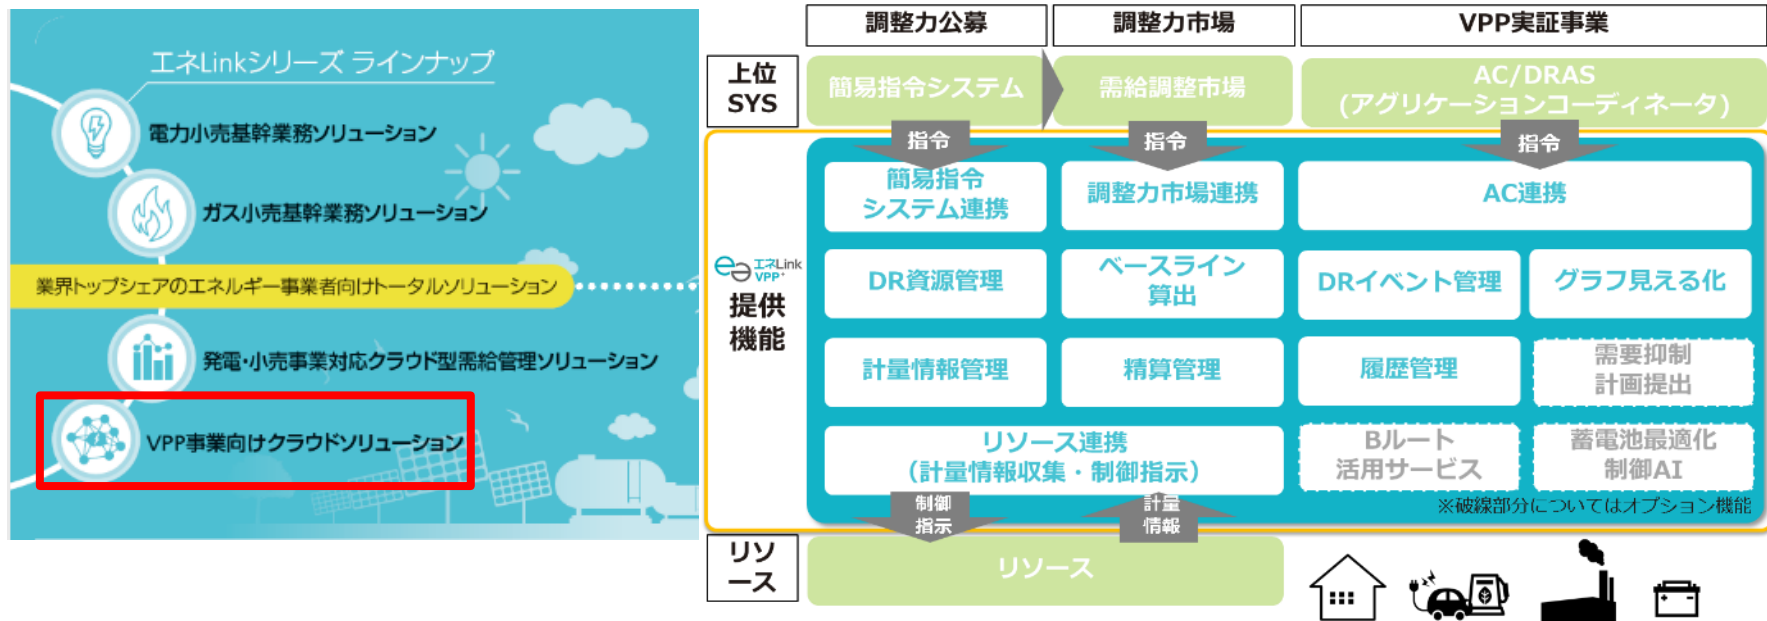 エネLinkシリーズ ラインナップ
電力小売基幹業務ソリューション
ガス小売基幹業務ソリューション
業界トップシェアのエネルギー事業者向けトータルソリューション
発電・小売事業対応クラウド型需給管理ソリューション
VPP事業向けクラウドソリューション
調整力公募
調整力市場
VPP実証事業
上位
SYS
簡易指令システム
需給調整市場
AC/DRAS
(アグリケーションコーディネータ)
指令
指令
指令
エネLink
VPP+
提供
機能
簡易指令
システム連携
調整力市場連携
AC連携
DR資源管理
ベースライン
算出
DRイベント管理
グラフ見える化
計量情報管理
精算管理
履歴管理
需要抑制
計画提出
リソース連携
（計量情報収集・制御指示）
Bルート
活用サービス
蓄電池最適化
制御AI
※破線部分についてはオプション機能
制御
指示
計量
情報
リソ
ース
リソース